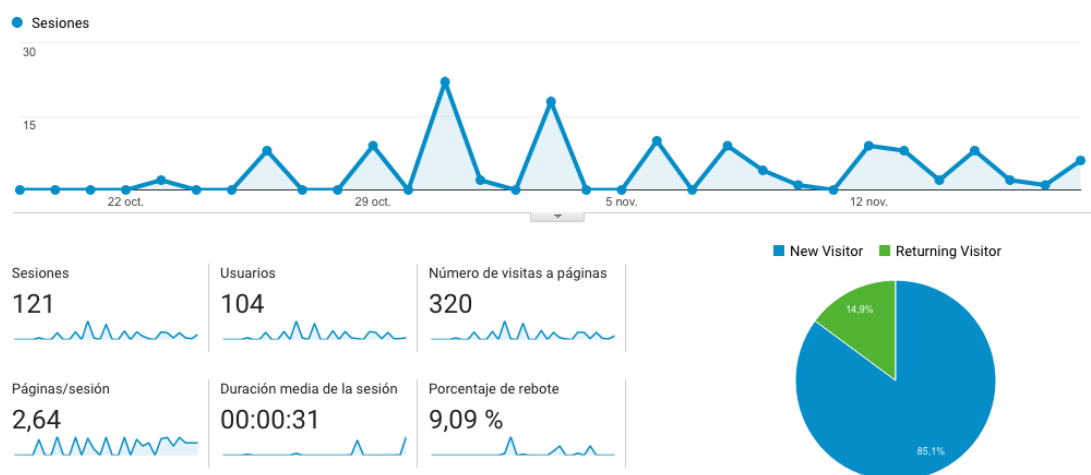 Sesiones
30
15
22 oct.
29 oct.
5 nov.
12 nov.
New Visitor
Returning Visitor
Sesiones
121
Usuarios
104
Número de visitas a páginas
320
14,9%
85,1%
Páginas/sesión
2,64
Duración media de la sesión
00:00:31
Porcentaje de rebote
9,09 %